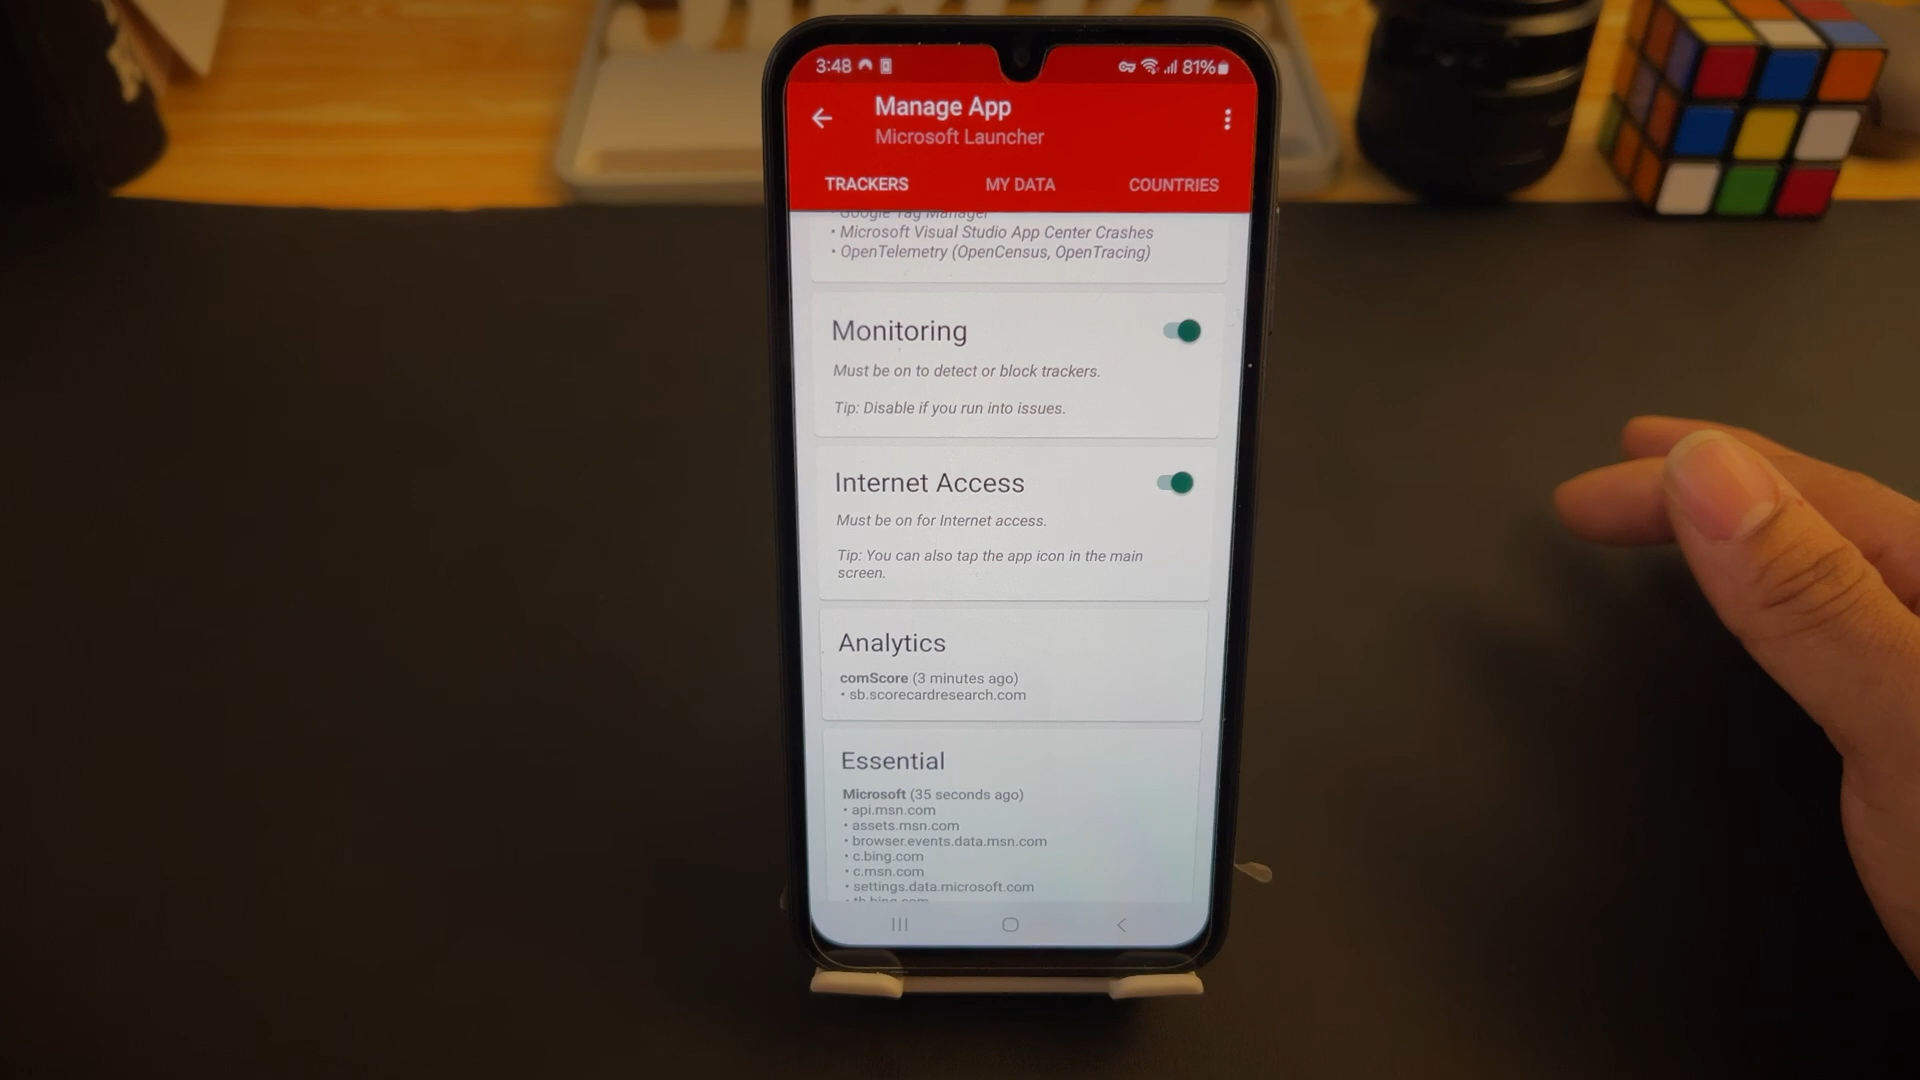 3:48 81%
Manage App
Microsoft Launcher
TRACKERS MY DATA COUNTRIES
• Google Tag Manager
• Microsoft Visual Studio App Center Crashes
• OpenTelemetry (OpenCensus, OpenTracing)
Monitoring
Must be on to detect or block trackers.
Tip: Disable if you run into issues.
Internet Access
Must be on for Internet access.
Tip: You can also tap the app icon in the main
screen.
Analytics
comScore (3 minutes ago)
• sb.scorecardresearch.com
Essential
Microsoft (35 seconds ago)
• api.msn.com
• assets.msn.com
• browser.events.data.msn.com
• c.bing.com
• c.msn.com
• settings.data.microsoft.com
• th.bing.com